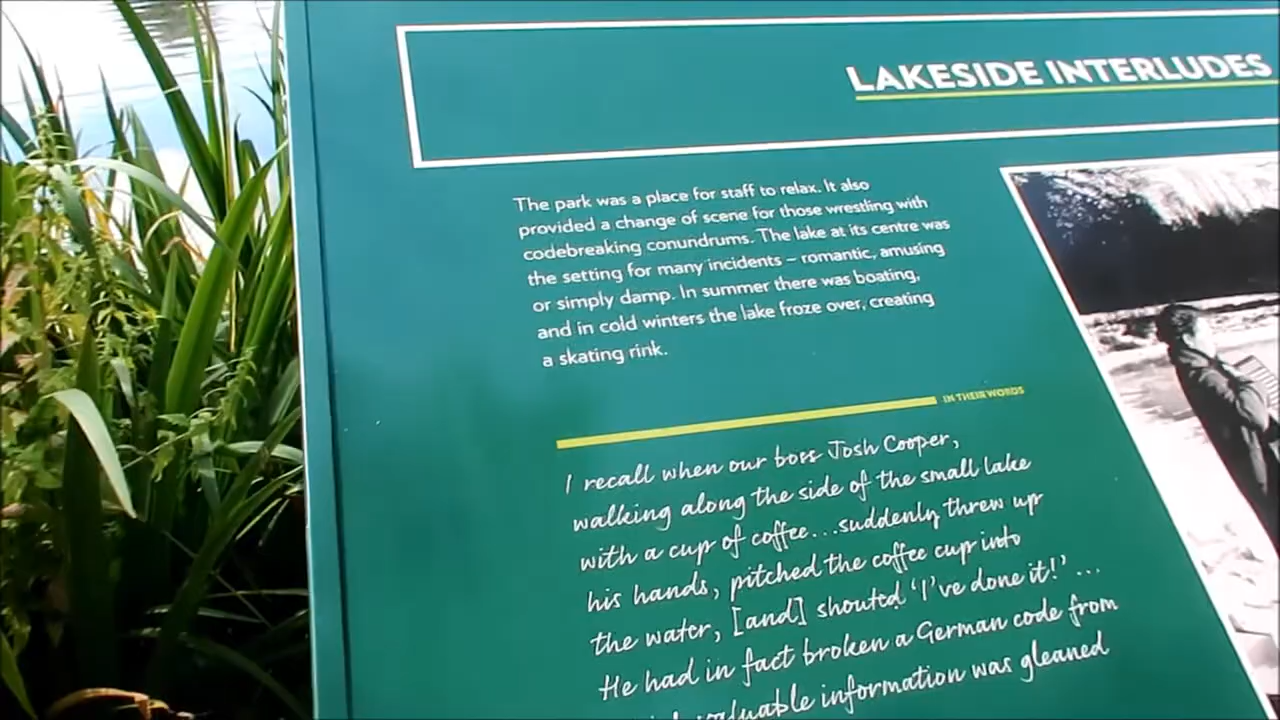 LAKESIDE INTERLUDES
The park was a place for staff to relax. It also
provided a change of scene for those wrestling with
codebreaking conundrums. The lake at its centre was
the setting for many incidents – romantic, amusing
or simply damp. In summer there was boating,
and in cold winters the lake froze over, creating
a skating rink.
IN THEIR WORDS
I recall when our boss Josh Cooper,
walking along the side of the small lake
with a cup of coffee...suddenly threw up
his hands, pitched the coffee cup into
the water, [and] shouted 'I've done it!' ...
He had in fact broken a German code from
information was gleaned